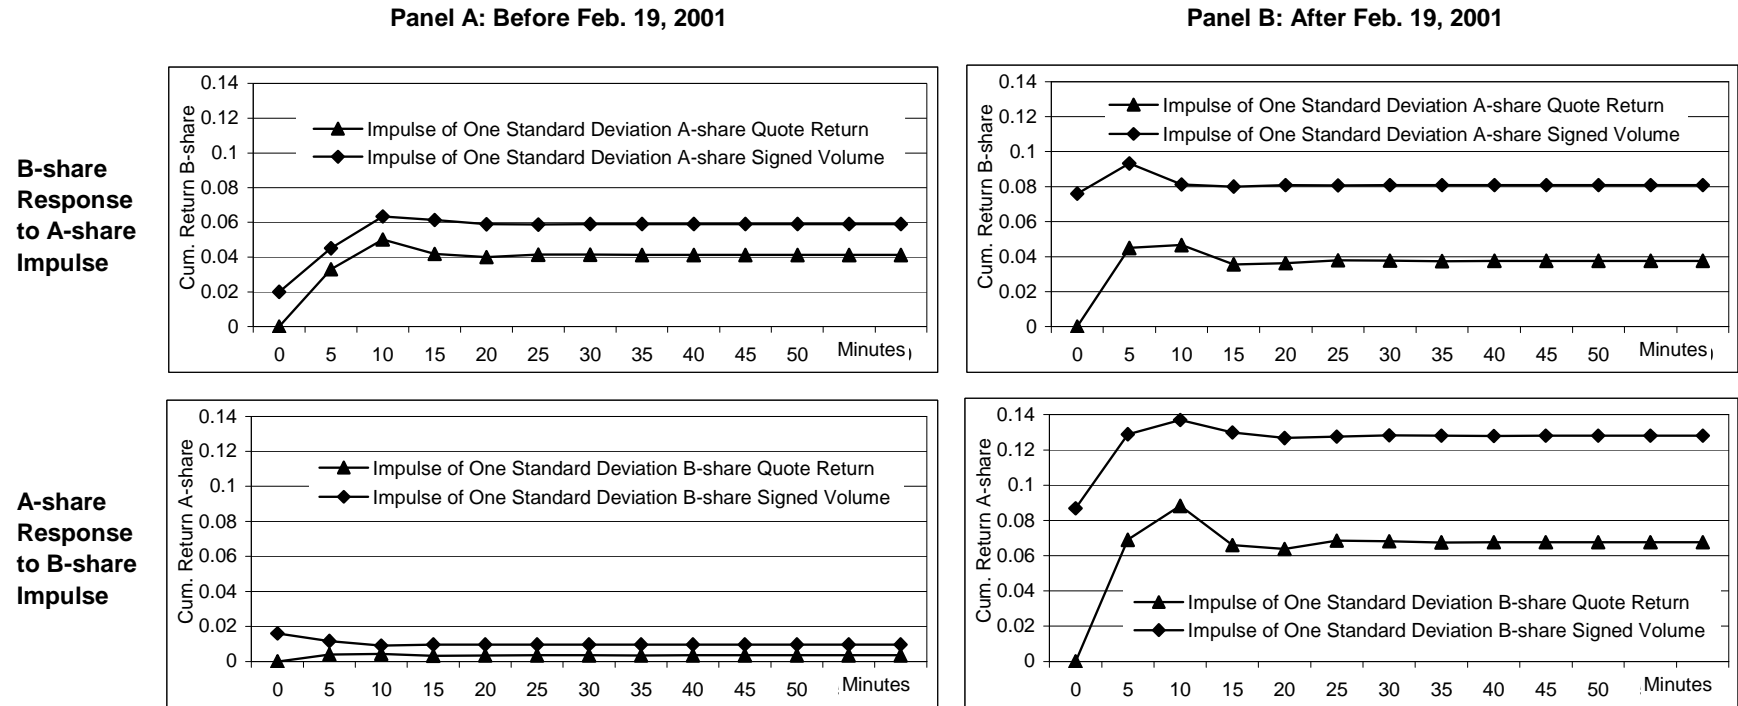 Panel A: Before Feb. 19, 2001
Panel B: After Feb. 19, 2001
B-share
Response
to A-share
Impulse
Cum. Return B-share
0.14
0.12
0.1
0.08
0.06
0.04
0.02
0
Impulse of One Standard Deviation A-share Quote Return
Impulse of One Standard Deviation A-share Signed Volume
0 5 10 15 20 25 30 35 40 45 50 Minutes
Cum. Return B-share
0.14
0.12
0.1
0.08
0.06
0.04
0.02
0
Impulse of One Standard Deviation A-share Quote Return
Impulse of One Standard Deviation A-share Signed Volume
0 5 10 15 20 25 30 35 40 45 50 Minutes
A-share
Response
to B-share
Impulse
Cum. Return A-share
0.14
0.12
0.1
0.08
0.06
0.04
0.02
0
Impulse of One Standard Deviation B-share Quote Return
Impulse of One Standard Deviation B-share Signed Volume
0 5 10 15 20 25 30 35 40 45 50 Minutes
Cum. Return A-share
0.14
0.12
0.1
0.08
0.06
0.04
0.02
0
Impulse of One Standard Deviation B-share Quote Return
Impulse of One Standard Deviation B-share Signed Volume
0 5 10 15 20 25 30 35 40 45 50 Minutes